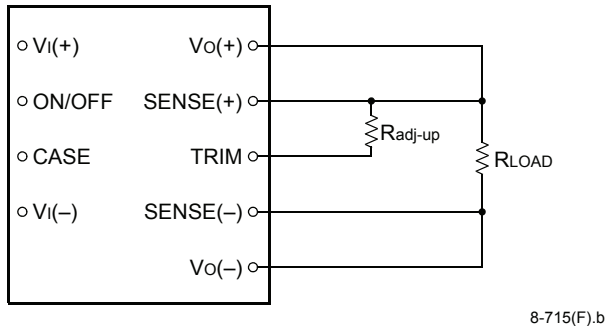 VI(+) VO(+)
ON/OFF SENSE(+)
Radj-up
CASE TRIM RLOAD
VI(–) SENSE(–)
VO(–)
8-715(F).b